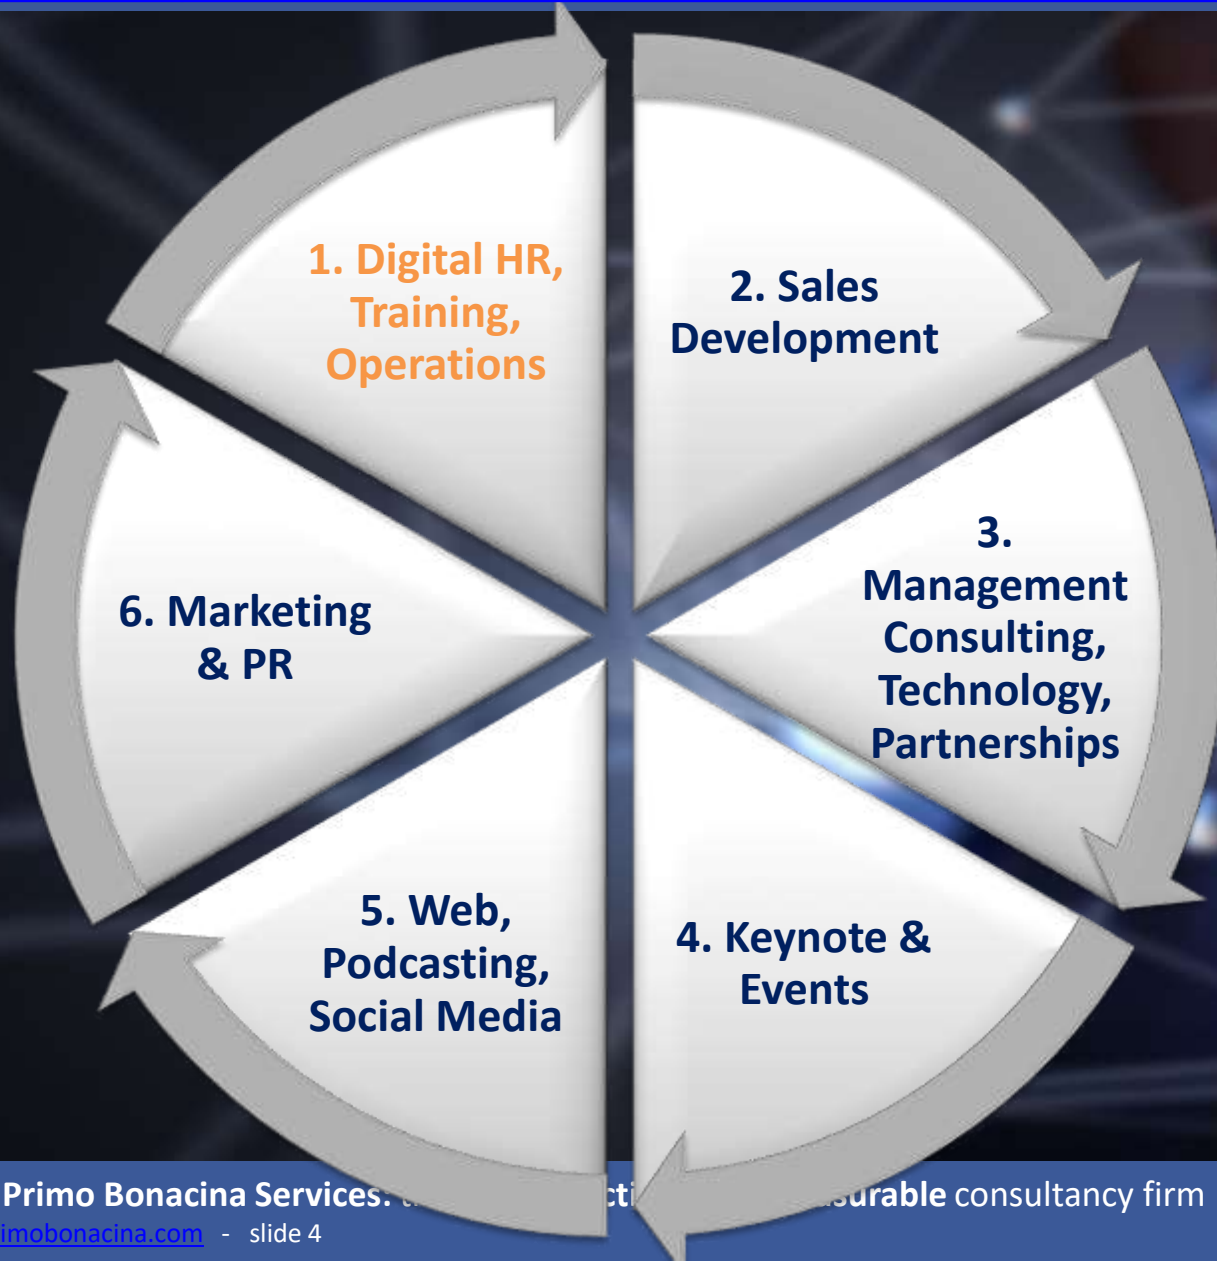 1. Digital HR,
Training,
Operations
2. Sales
Development
3.
Management
Consulting,
Technology,
Partnerships
4. Keynote &
Events
5. Web,
Podcasting,
Social Media
6. Marketing
& PR
Primo Bonacina Services: consultancy firm
imobonacina.com - slide 4